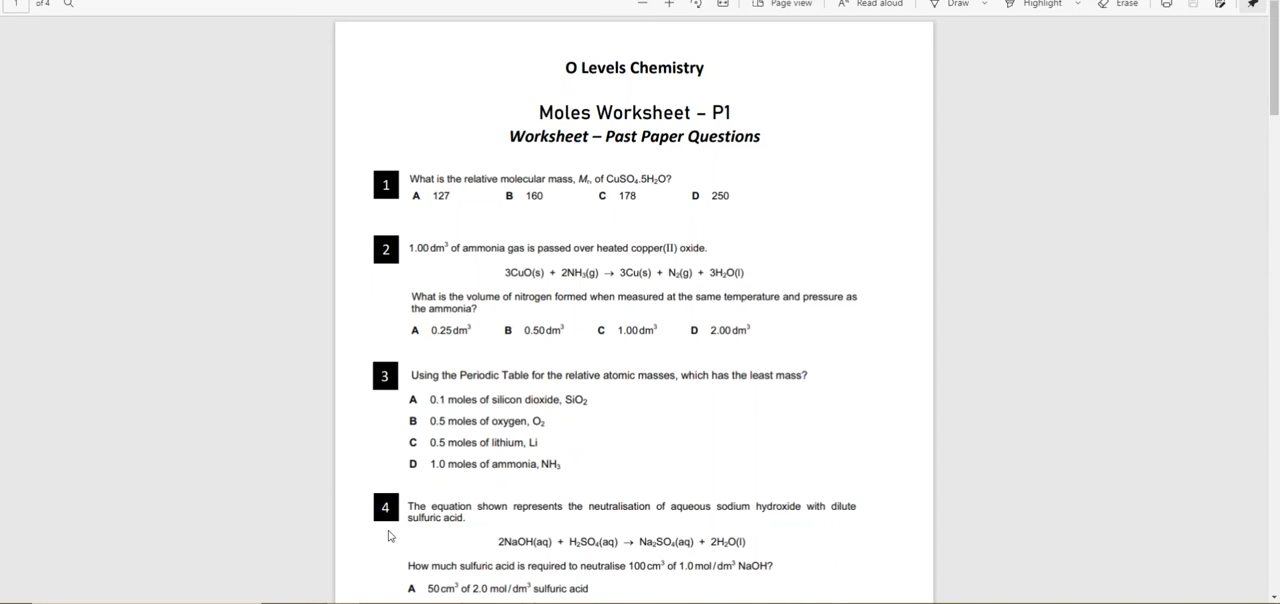 1 of 4 Page view Read aloud Draw Highlight Erase
O Levels Chemistry
Moles Worksheet – P1
Worksheet – Past Paper Questions
1 What is the relative molecular mass, Mᵣ, of CuSO₄.5H₂O?
A 127 B 160 C 178 D 250
2 1.00 dm³ of ammonia gas is passed over heated copper(II) oxide.
3CuO(s) + 2NH₃(g) → 3Cu(s) + N₂(g) + 3H₂O(l)
What is the volume of nitrogen formed when measured at the same temperature and pressure as
the ammonia?
A 0.25 dm³ B 0.50 dm³ C 1.00 dm³ D 2.00 dm³
3 Using the Periodic Table for the relative atomic masses, which has the least mass?
A 0.1 moles of silicon dioxide, SiO₂
B 0.5 moles of oxygen, O₂
C 0.5 moles of lithium, Li
D 1.0 moles of ammonia, NH₃
4 The equation shown represents the neutralisation of aqueous sodium hydroxide with dilute
sulfuric acid.
2NaOH(aq) + H₂SO₄(aq) → Na₂SO₄(aq) + 2H₂O(l)
How much sulfuric acid is required to neutralise 100 cm³ of 1.0 mol/dm³ NaOH?
A 50 cm³ of 2.0 mol/dm³ sulfuric acid